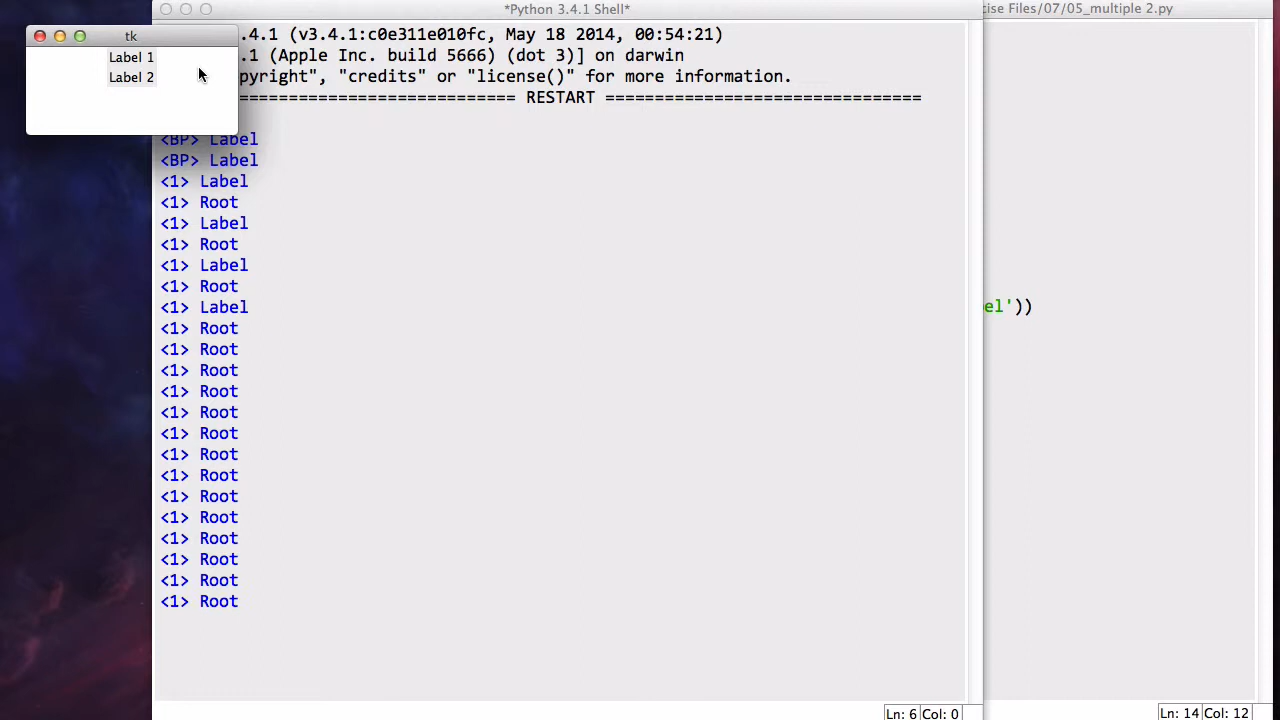 *Python 3.4.1 Shell*
cise Files/07/05_multiple 2.py
tk
Label 1
Label 2
.4.1 (v3.4.1:c0e311e010fc, May 18 2014, 00:54:21)
.1 (Apple Inc. build 5666) (dot 3)] on darwin
pyright", "credits" or "license()" for more information.
============================ RESTART ================================
<BP> Label
<BP> Label
<1> Label
<1> Root
<1> Label
<1> Root
<1> Label
<1> Root
<1> Label
<1> Root
<1> Root
<1> Root
<1> Root
<1> Root
<1> Root
<1> Root
<1> Root
<1> Root
<1> Root
<1> Root
<1> Root
<1> Root
<1> Root
el'))
Ln: 6 Col: 0
Ln: 14 Col: 12